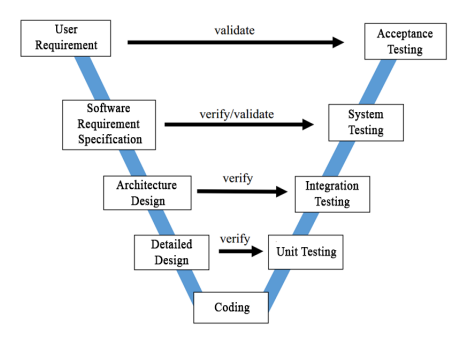 User
Requirement
validate
Acceptance
Testing
Software
Requirement
Specification
verify/validate
System
Testing
Architecture
Design
verify
Integration
Testing
Detailed
Design
verify
Unit Testing
Coding